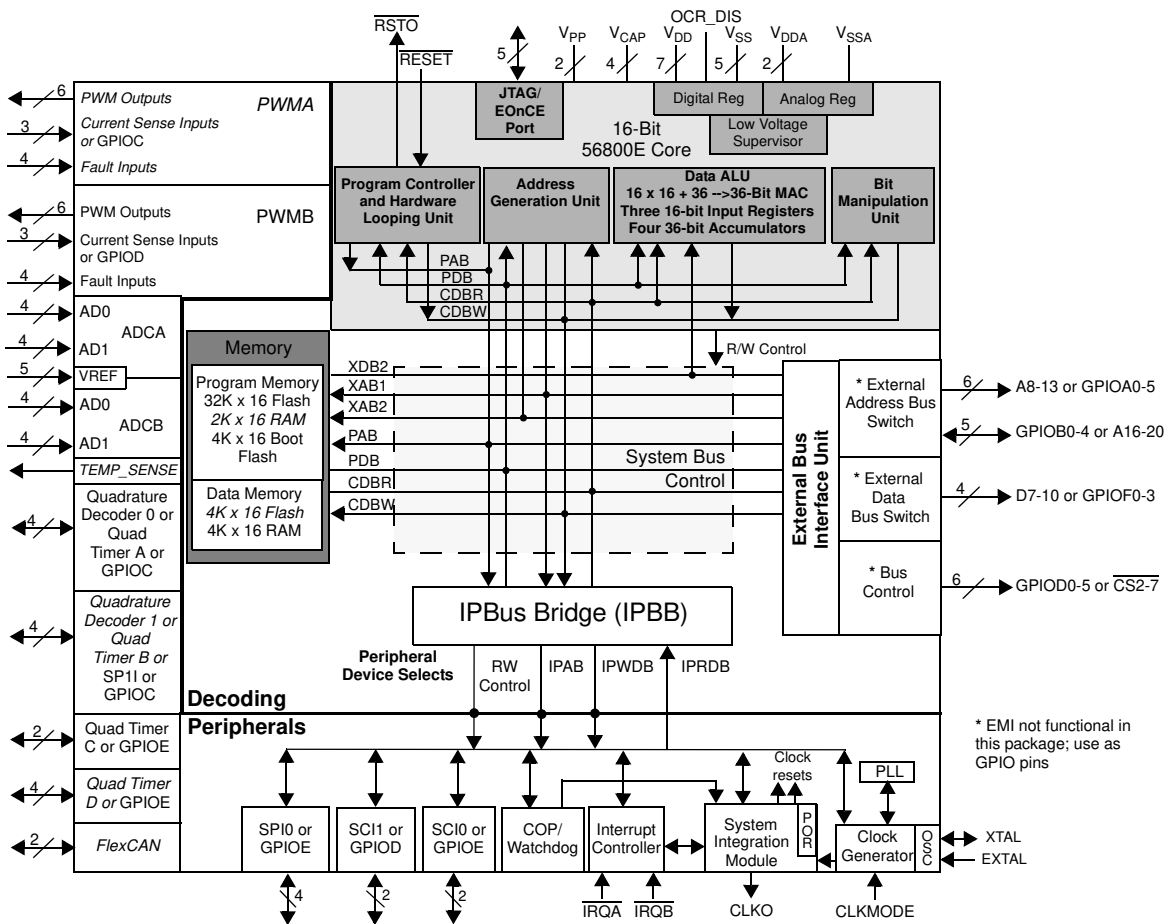 RSTO
RESET
5
VPP
2
VCAP
4
VDD
7
OCR_DIS
VSS
5
VDDA
2
VSSA
6
PWM Outputs
PWMA
3
Current Sense Inputs
or GPIOC
4
Fault Inputs
6
PWM Outputs
PWMB
3
Current Sense Inputs
or GPIOD
4
Fault Inputs
4
AD0
ADCA
4
AD1
5
VREF
4
AD0
ADCB
4
AD1
TEMP_SENSE
4
Quadrature
Decoder 0 or
Quad
Timer A or
GPIOC
4
Quadrature
Decoder 1 or
Quad
Timer B or
SP1I or
GPIOC
2
Quad Timer
C or GPIOE
4
Quad Timer
D or GPIOE
2
FlexCAN
JTAG/
EOnCE
Port
Digital Reg
Analog Reg
Low Voltage
Supervisor
16-Bit
56800E Core
Program Controller
and Hardware
Looping Unit
Address
Generation Unit
Data ALU
16 x 16 + 36 -->36-Bit MAC
Three 16-bit Input Registers
Four 36-bit Accumulators
Bit
Manipulation
Unit
PAB
PDB
CDBR
CDBW
R/W Control
Memory
Program Memory
32K x 16 Flash
2K x 16 RAM
4K x 16 Boot
Flash
Data Memory
4K x 16 Flash
4K x 16 RAM
XDB2
XAB1
XAB2
PAB
PDB
CDBR
CDBW
System Bus
Control
External Bus
Interface Unit
* External
Address Bus
Switch
* External
Data
Bus Switch
* Bus
Control
6
A8-13 or GPIOA0-5
5
GPIOB0-4 or A16-20
4
D7-10 or GPIOF0-3
6
GPIOD0-5 or CS2-7
IPBus Bridge (IPBB)
Peripheral
Device Selects
RW
Control
IPAB
IPWDB
IPRDB
Decoding
Peripherals
* EMI not functional in
this package; use as
GPIO pins
Clock
resets
PLL
SPI0 or
GPIOE
SCI1 or
GPIOD
SCI0 or
GPIOE
COP/
Watchdog
Interrupt
Controller
System
Integration
Module
POR
Clock
Generator
OSC
XTAL
EXTAL
4
2
2
IRQA
IRQB
CLKO
CLKMODE